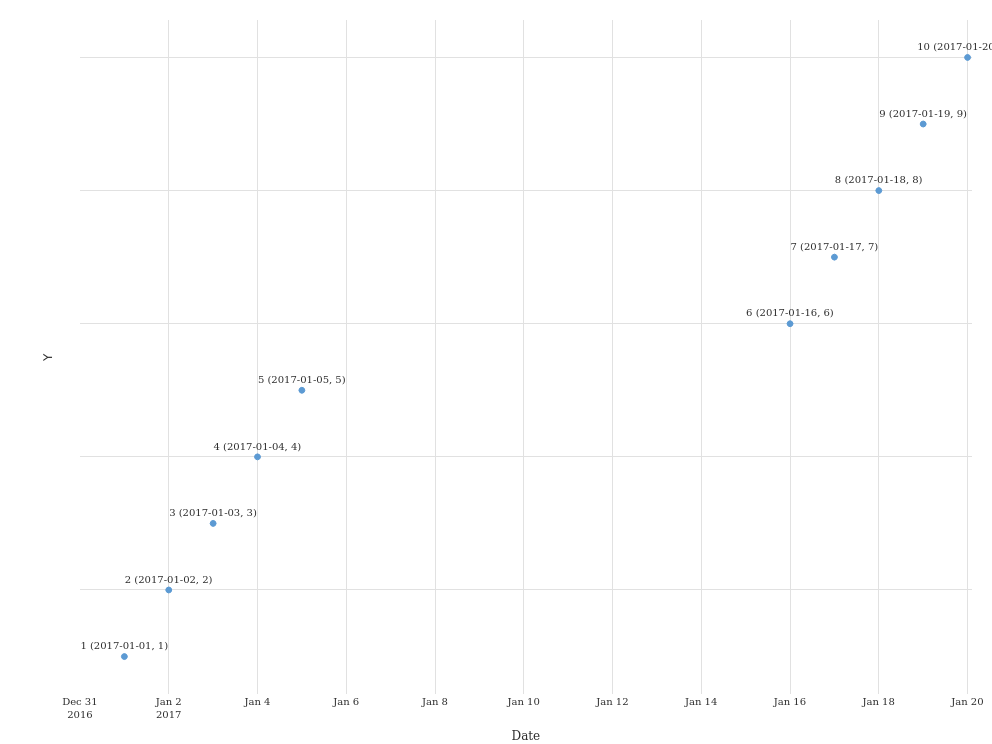 10 (2017-01-20
9 (2017-01-19, 9)
8 (2017-01-18, 8)
7 (2017-01-17, 7)
6 (2017-01-16, 6)
Y
5 (2017-01-05, 5)
4 (2017-01-04, 4)
3 (2017-01-03, 3)
2 (2017-01-02, 2)
1 (2017-01-01, 1)
Dec 31 Jan 2 Jan 4 Jan 6 Jan 8 Jan 10 Jan 12 Jan 14 Jan 16 Jan 18 Jan 20
2016 2017
Date